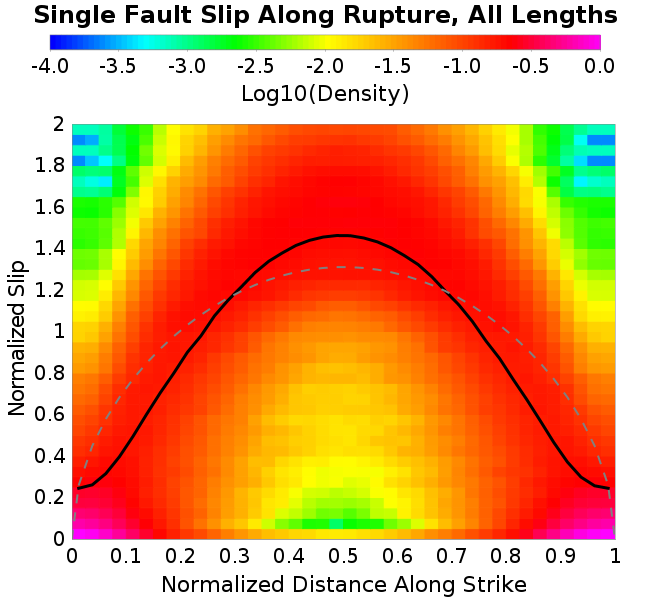 Single Fault Slip Along Rupture, All Lengths
-4.0 -3.5 -3.0 -2.5 -2.0 -1.5 -1.0 -0.5 0.0
Log10(Density)
2
1.8
1.6
1.4
1.2
1
0.8
0.6
0.4
0.2
0
Normalized Slip
0 0.1 0.2 0.3 0.4 0.5 0.6 0.7 0.8 0.9 1
Normalized Distance Along Strike